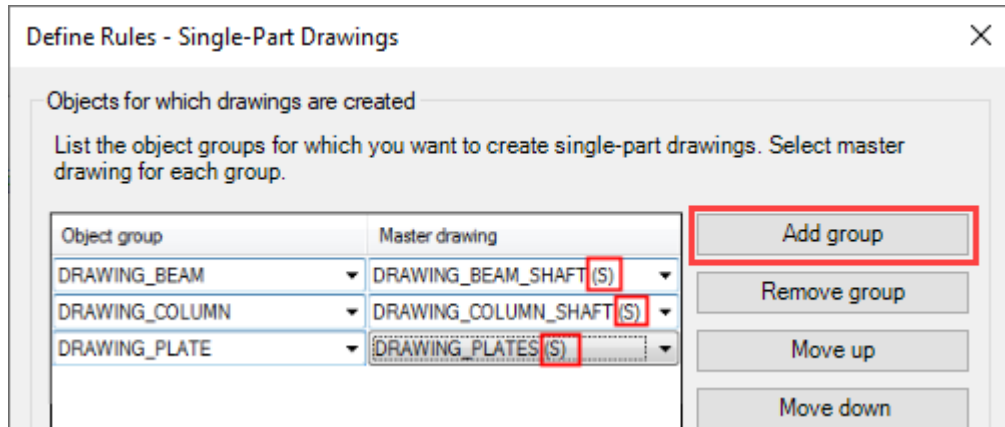 Define Rules - Single-Part Drawings
Objects for which drawings are created
List the object groups for which you want to create single-part drawings. Select master
drawing for each group.
Object group Master drawing
DRAWING_BEAM DRAWING_BEAM_SHAFT (S)
DRAWING_COLUMN DRAWING_COLUMN_SHAFT (S)
DRAWING_PLATE DRAWING_PLATES (S)
Add group
Remove group
Move up
Move down